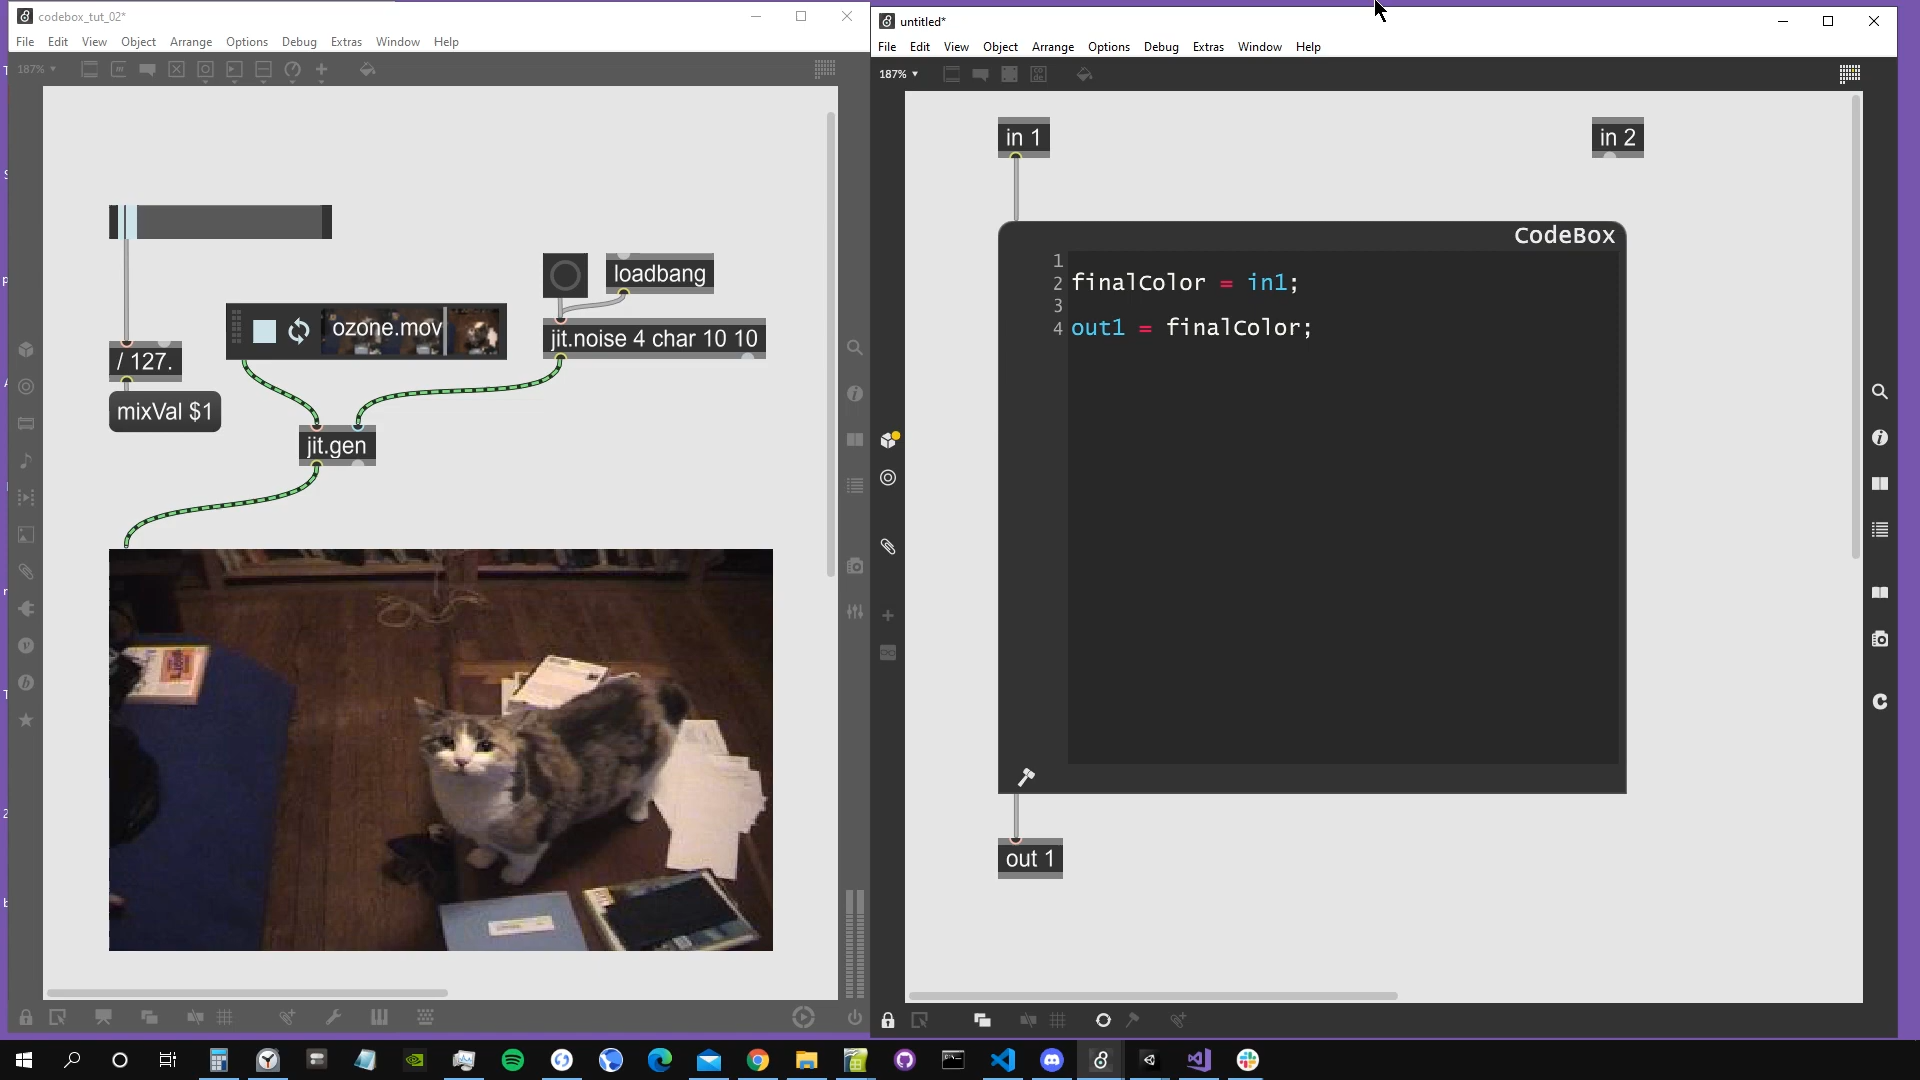 codebox_tut_02*
File Edit View Object Arrange Options Debug Extras Window Help
187%
loadbang
ozone.mov
jit.noise 4 char 10 10
/ 127.
mixVal $1
jit.gen
untitled*
File Edit View Object Arrange Options Debug Extras Window Help
187%
in 1
in 2
CodeBox
1
2 finalColor = in1;
3
4 out1 = finalColor;
out 1